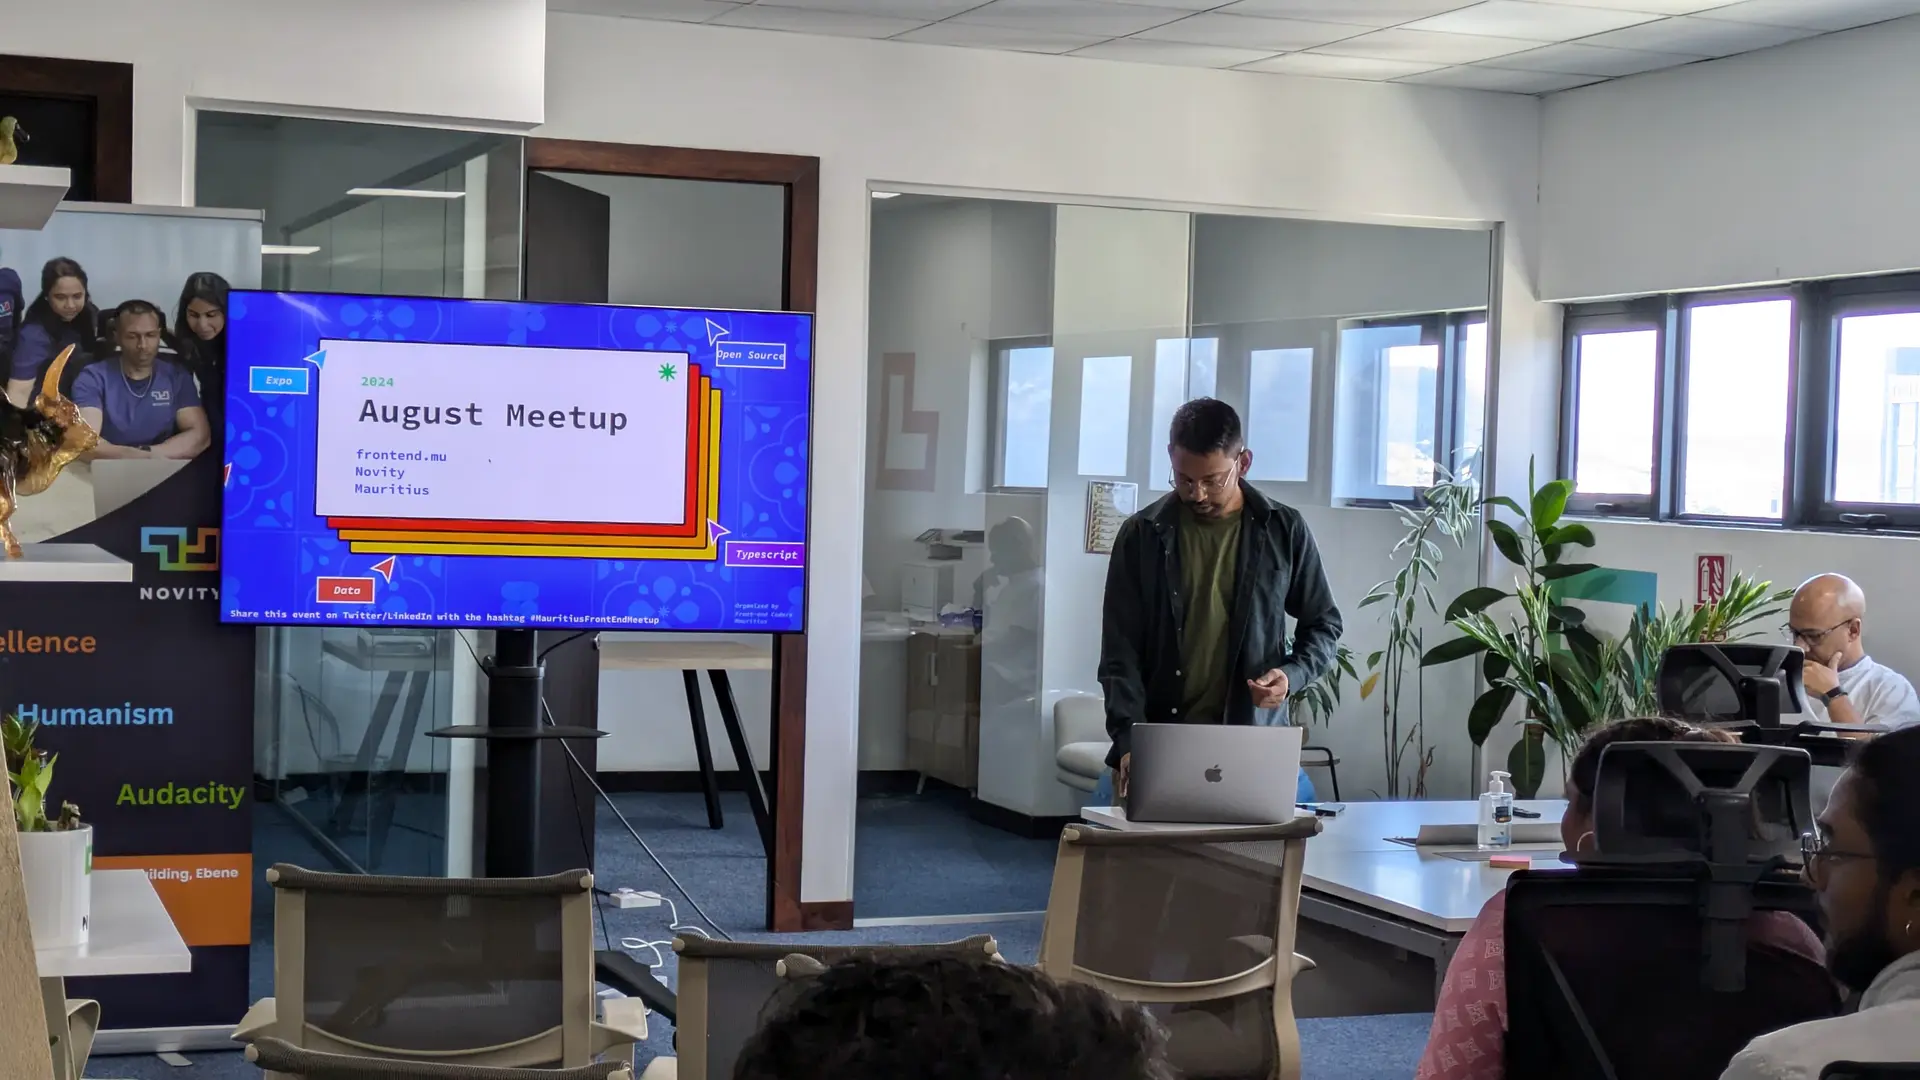 Expo
Open Source
2024
August Meetup
frontend.mu
Novity
Mauritius
Typescript
Data
Share this event on Twitter/LinkedIn with the hashtag #MauritiusFrontEndMeetup
Organized By
Front-end Coders
Mauritius
NOVITY
ellence
Humanism
Audacity
ilding, Ebene